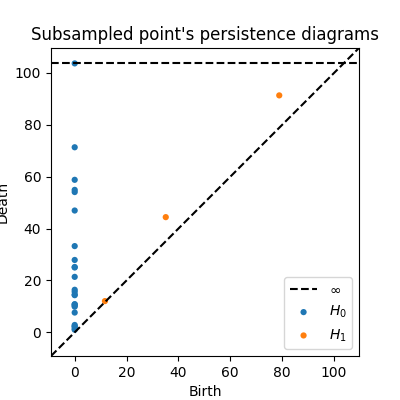 Subsampled point's persistence diagrams
100
80
60
40
20
0
Death
∞
H₀
H₁
0 20 40 60 80 100
Birth